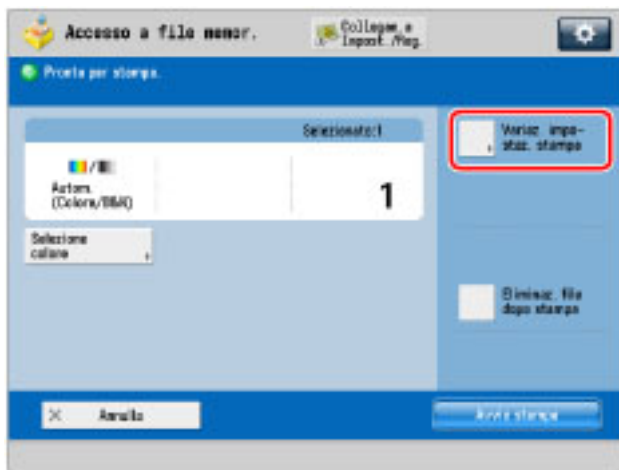 Accesso a file memor.
Collegam. a
Impost./Reg.
Pronta per stampa.
Selezionato:1
Autom.
(Colore/B&N)
1
Selezione
colore
Variaz. impo-
staz. stampa
Eliminaz. file
dopo stampa
Annulla
Avvio stampa